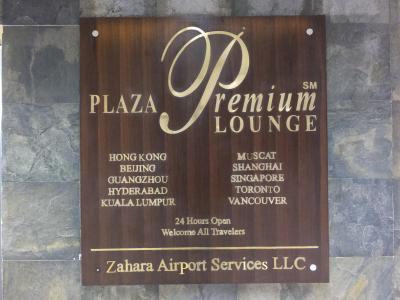 PLAZA Premium SM
LOUNGE
HONG KONG MUSCAT
BEIJING SHANGHAI
GUANGZHOU SINGAPORE
HYDERABAD TORONTO
KUALA LUMPUR VANCOUVER
24 Hours Open
Welcome All Travelers
Zahara Airport Services LLC